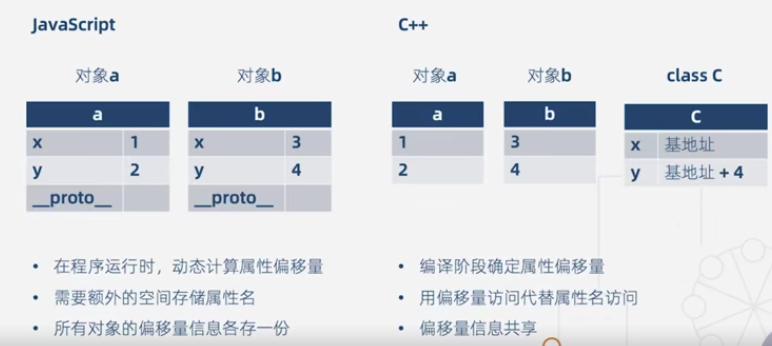 JavaScript
C++
对象a
对象b
对象a
对象b
class C
a
b
a
b
C
x 1
x 3
1
3
x 基地址
y 2
y 4
2
4
y 基地址 + 4
__proto__
__proto__
• 在程序运行时，动态计算属性偏移量
• 需要额外的空间存储属性名
• 所有对象的偏移量信息各存一份
• 编译阶段确定属性偏移量
• 用偏移量访问代替属性名访问
• 偏移量信息共享